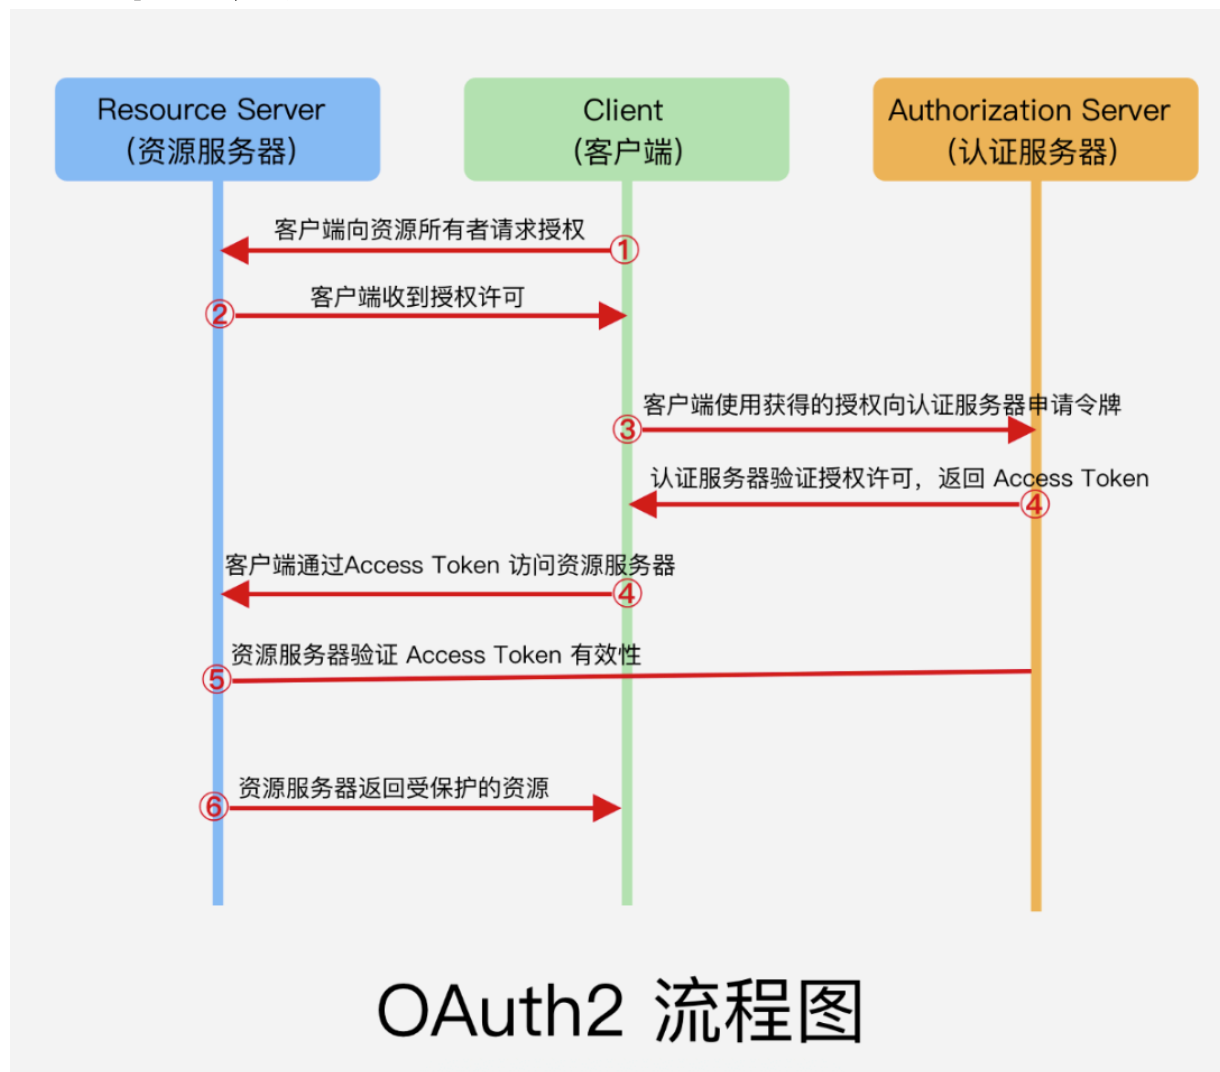 Resource Server
(资源服务器)
Client
(客户端)
Authorization Server
(认证服务器)
客户端向资源所有者请求授权
①
客户端收到授权许可
②
客户端使用获得的授权向认证服务器申请令牌
③
认证服务器验证授权许可，返回 Access Token
④
客户端通过Access Token 访问资源服务器
④
资源服务器验证 Access Token 有效性
⑤
资源服务器返回受保护的资源
⑥
OAuth2 流程图